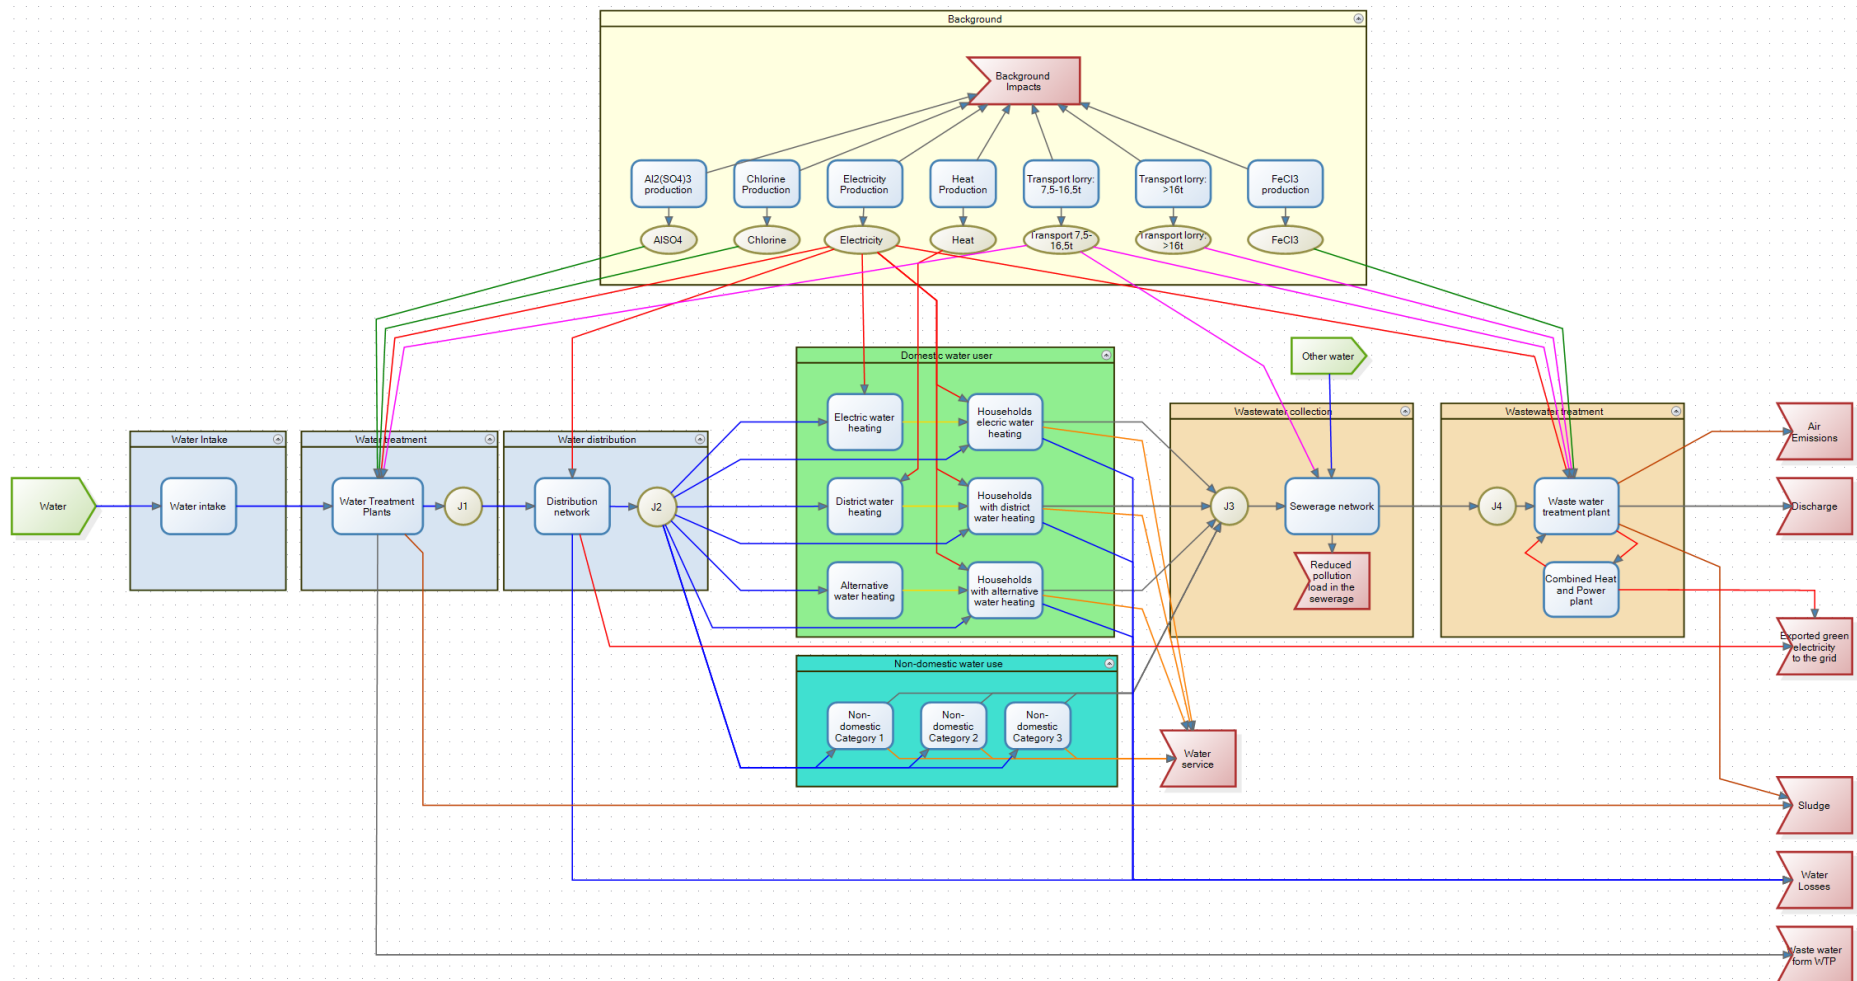 Background
Background
Impacts
Al2(SO4)3
production
Chlorine
Production
Electricity
Production
Heat
Production
Transport lorry:
7,5-16,5t
Transport lorry:
>16t
FeCl3
production
AlSO4
Chlorine
Electricity
Heat
Transport 7,5-
16,5t
Transport lorry:
>16t
FeCl3
Other water
Domestic water user
Electric water
heating
Households
elecric water
heating
District water
heating
Households
with district
water heating
Alternative
water heating
Households
with alternative
water heating
Water Intake
Water treatment
Water distribution
Water
Water intake
Water Treatment
Plants
J1
Distribution
network
J2
Wastewater collection
J3
Sewerage network
Reduced
pollution
load in the
sewerage
Wastewater treatment
J4
Waste water
treatment plant
Combined Heat
and Power
plant
Air
Emissions
Discharge
Exported green
electricity
to the grid
Non-domestic water use
Non-
domestic
Category 1
Non-
domestic
Category 2
Non-
domestic
Category 3
Water
service
Sludge
Water
Losses
Waste water
form WTP